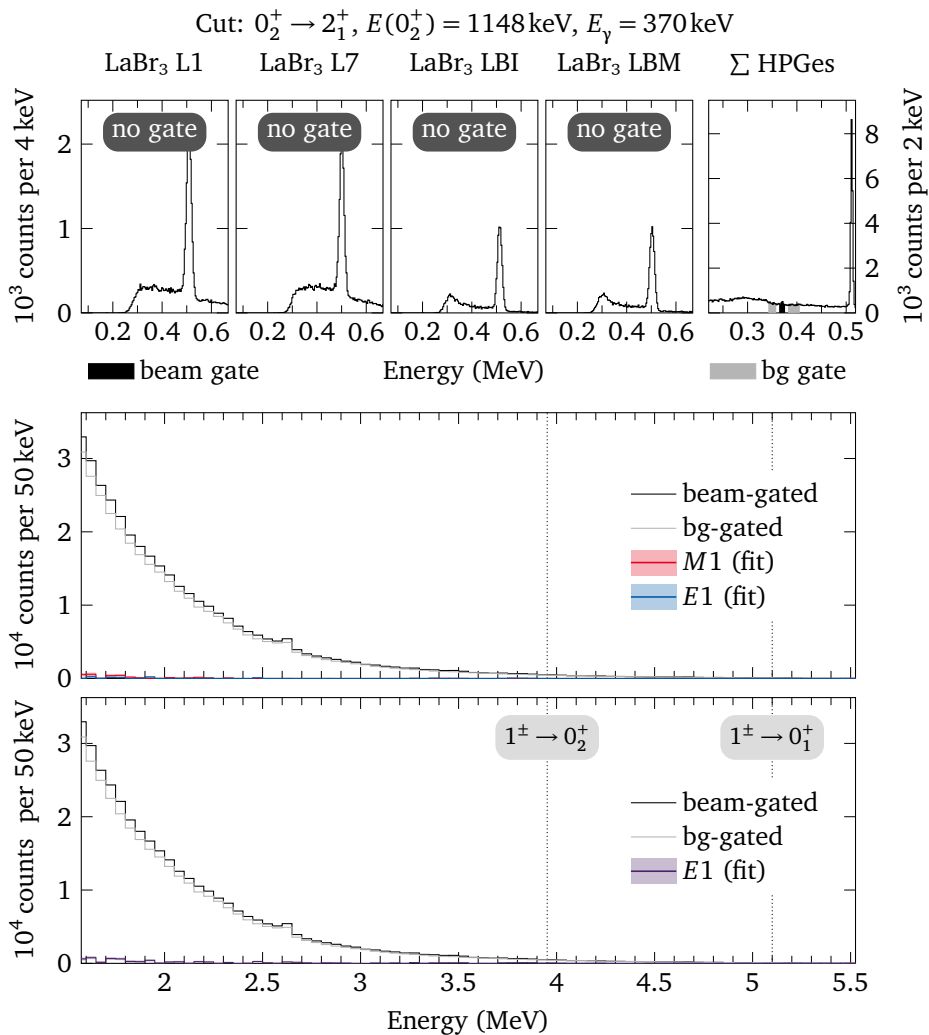 Cut: 0₂⁺ → 2₁⁺, E(0₂⁺) = 1148 keV, E_γ = 370 keV
LaBr₃ L1 LaBr₃ L7 LaBr₃ LBI LaBr₃ LBM ∑ HPGes
no gate no gate no gate no gate
10³ counts per 4 keV
0 1 2
0.2 0.4 0.6 0.2 0.4 0.6 0.2 0.4 0.6 0.2 0.4 0.6 0.2 0.3 0.4 0.5
0 2 4 6 8
10³ counts per 2 keV
beam gate Energy (MeV) bg gate
10⁴ counts per 50 keV
3
2
1
0
beam-gated
bg-gated
M1 (fit)
E1 (fit)
10⁴ counts per 50 keV
3
2
1
0
1± → 0₂⁺ 1± → 0₁⁺
beam-gated
bg-gated
E1 (fit)
2 2.5 3 3.5 4 4.5 5 5.5
Energy (MeV)